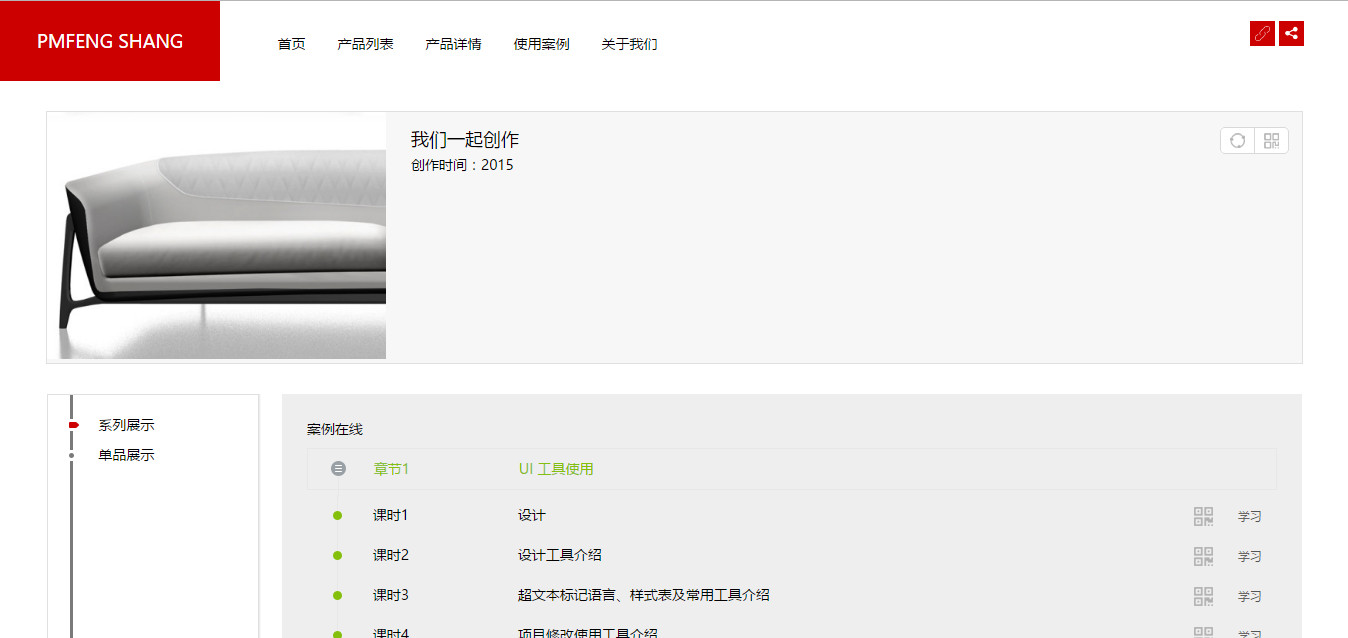 PMFENG SHANG
首页 产品列表 产品详情 使用案例 关于我们
我们一起创作
创作时间：2015
系列展示
单品展示
案例在线
章节1 UI 工具使用
课时1 设计 学习
课时2 设计工具介绍 学习
课时3 超文本标记语言、样式表及常用工具介绍 学习
课时4 项目修改使用工具介绍 学习